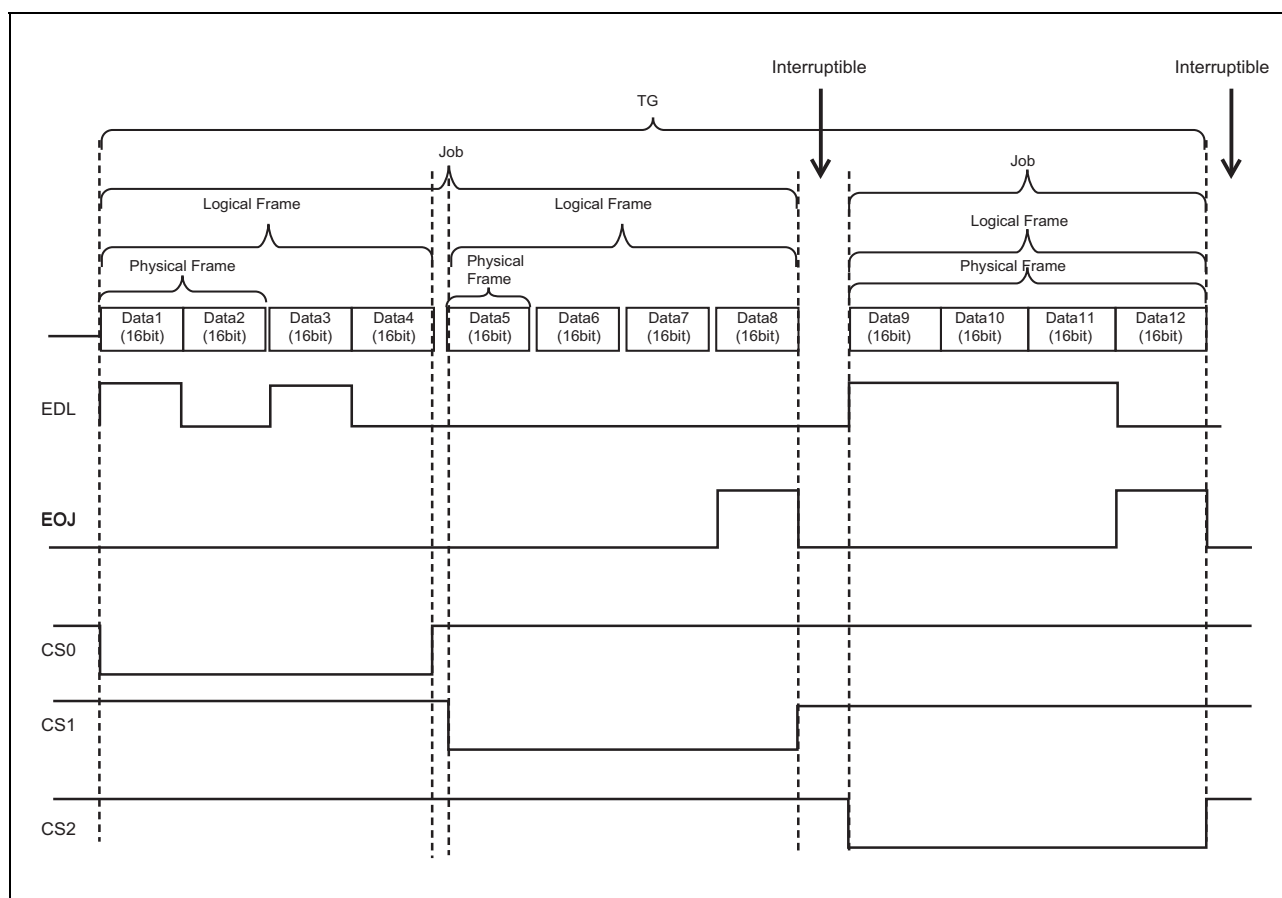 Interruptible
Interruptible
TG
Job
Job
Logical Frame
Logical Frame
Logical Frame
Physical Frame
Physical
Frame
Physical Frame
Data1
(16bit)
Data2
(16bit)
Data3
(16bit)
Data4
(16bit)
Data5
(16bit)
Data6
(16bit)
Data7
(16bit)
Data8
(16bit)
Data9
(16bit)
Data10
(16bit)
Data11
(16bit)
Data12
(16bit)
EDL
EOJ
CS0
CS1
CS2